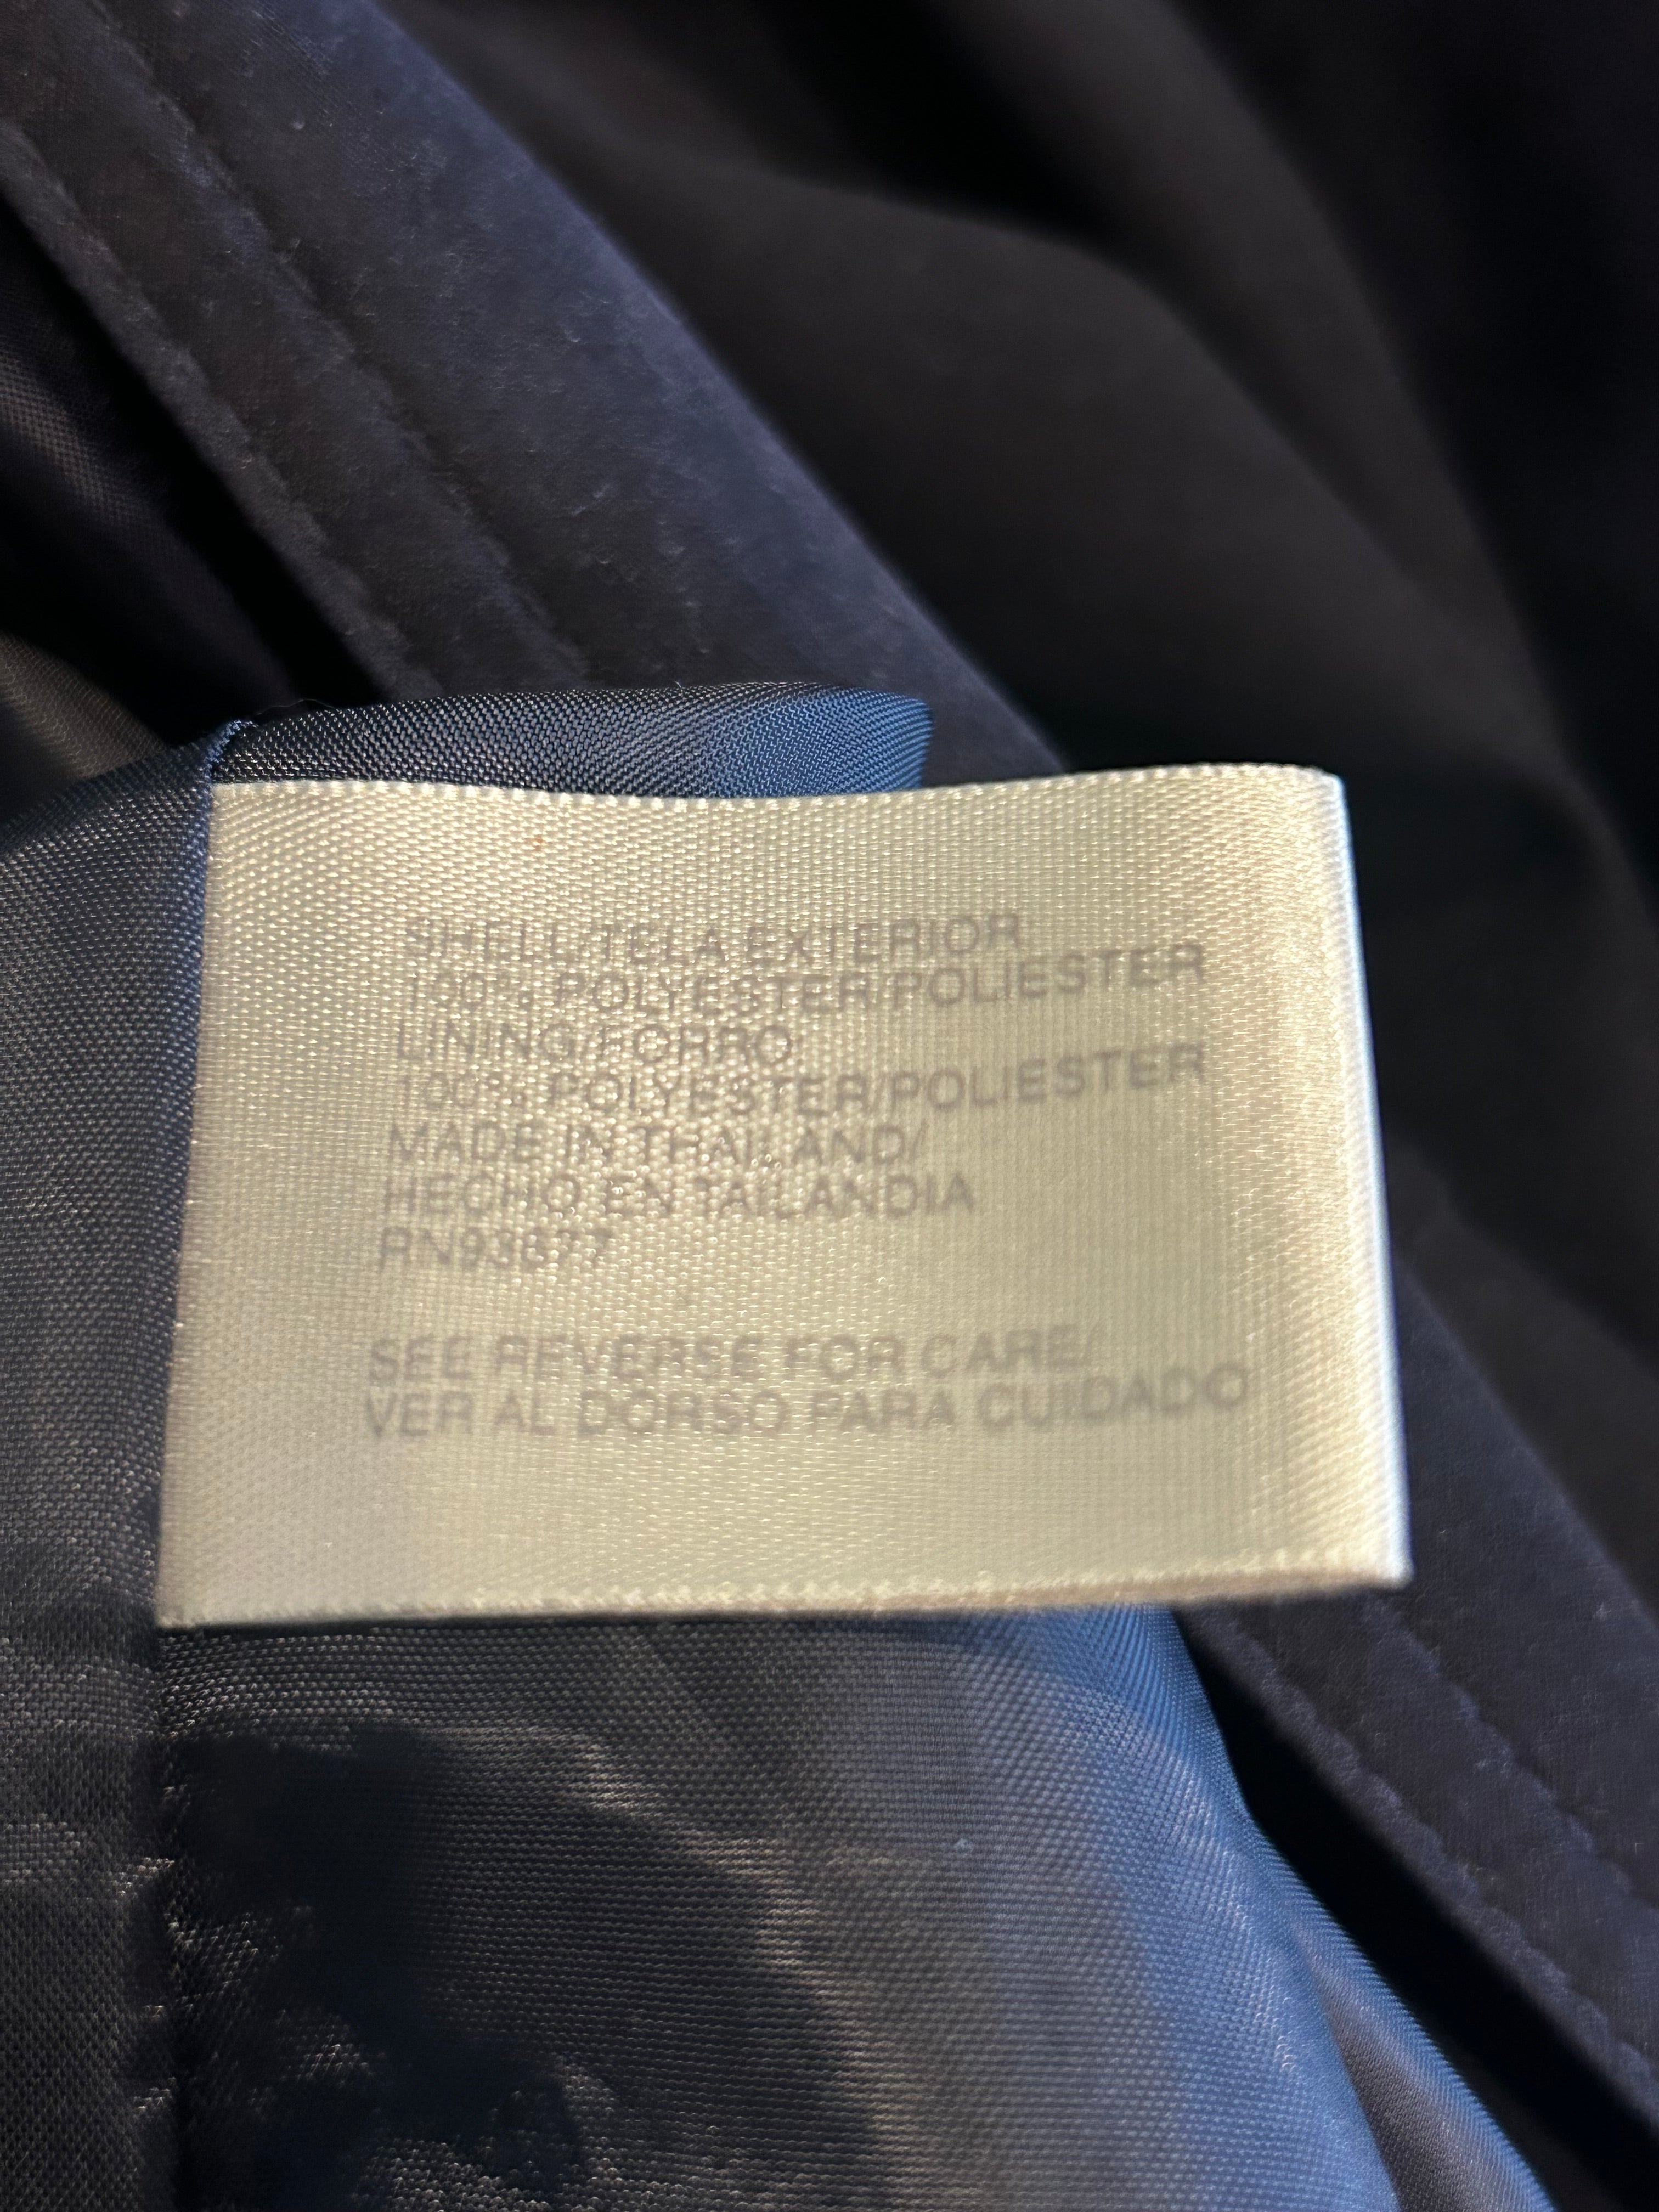 SHELL/TELA EXTERIOR
100% POLYESTER/POLIESTER
LINING/FORRO:
100% POLYESTER/POLIESTER
MADE IN THAILAND/
HECHO EN TAILANDIA
SEE REVERSE FOR CARE/
VER AL DORSO PARA CUIDADO